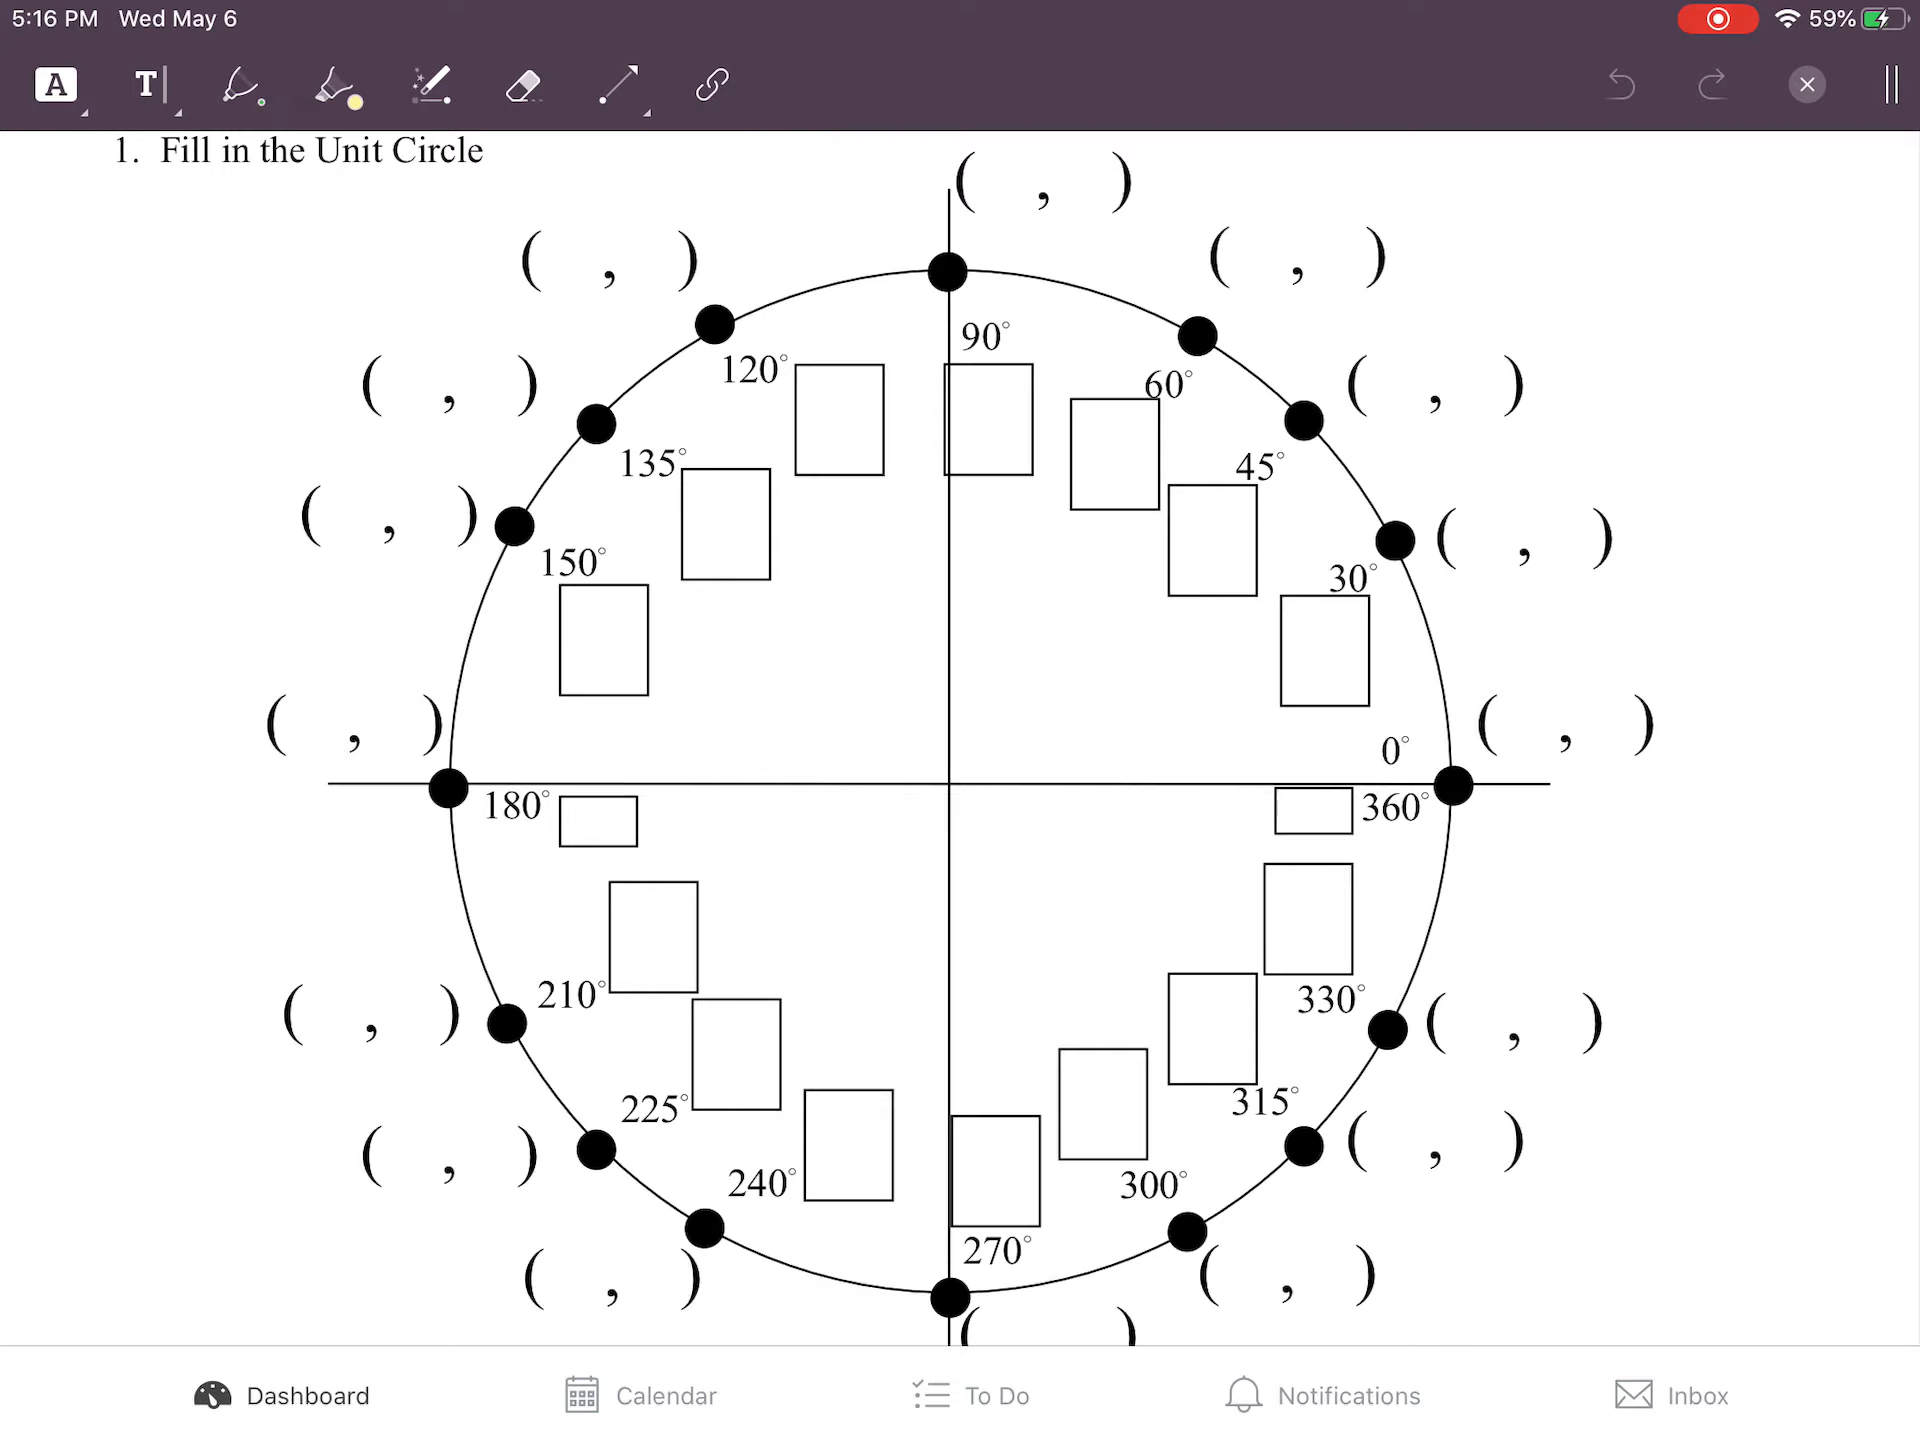 5:16 PM Wed May 6 59%
A T
1. Fill in the Unit Circle
( , )
( , ) ( , )
90°
120° 60°
( , ) ( , )
135° 45°
( , ) ( , )
150° 30°
( , ) ( , )
0°
180° 360°
210° 330°
( , ) ( , )
225° 315°
( , ) ( , )
240° 300°
270°
( , ) ( , )
( )
Dashboard Calendar To Do Notifications Inbox